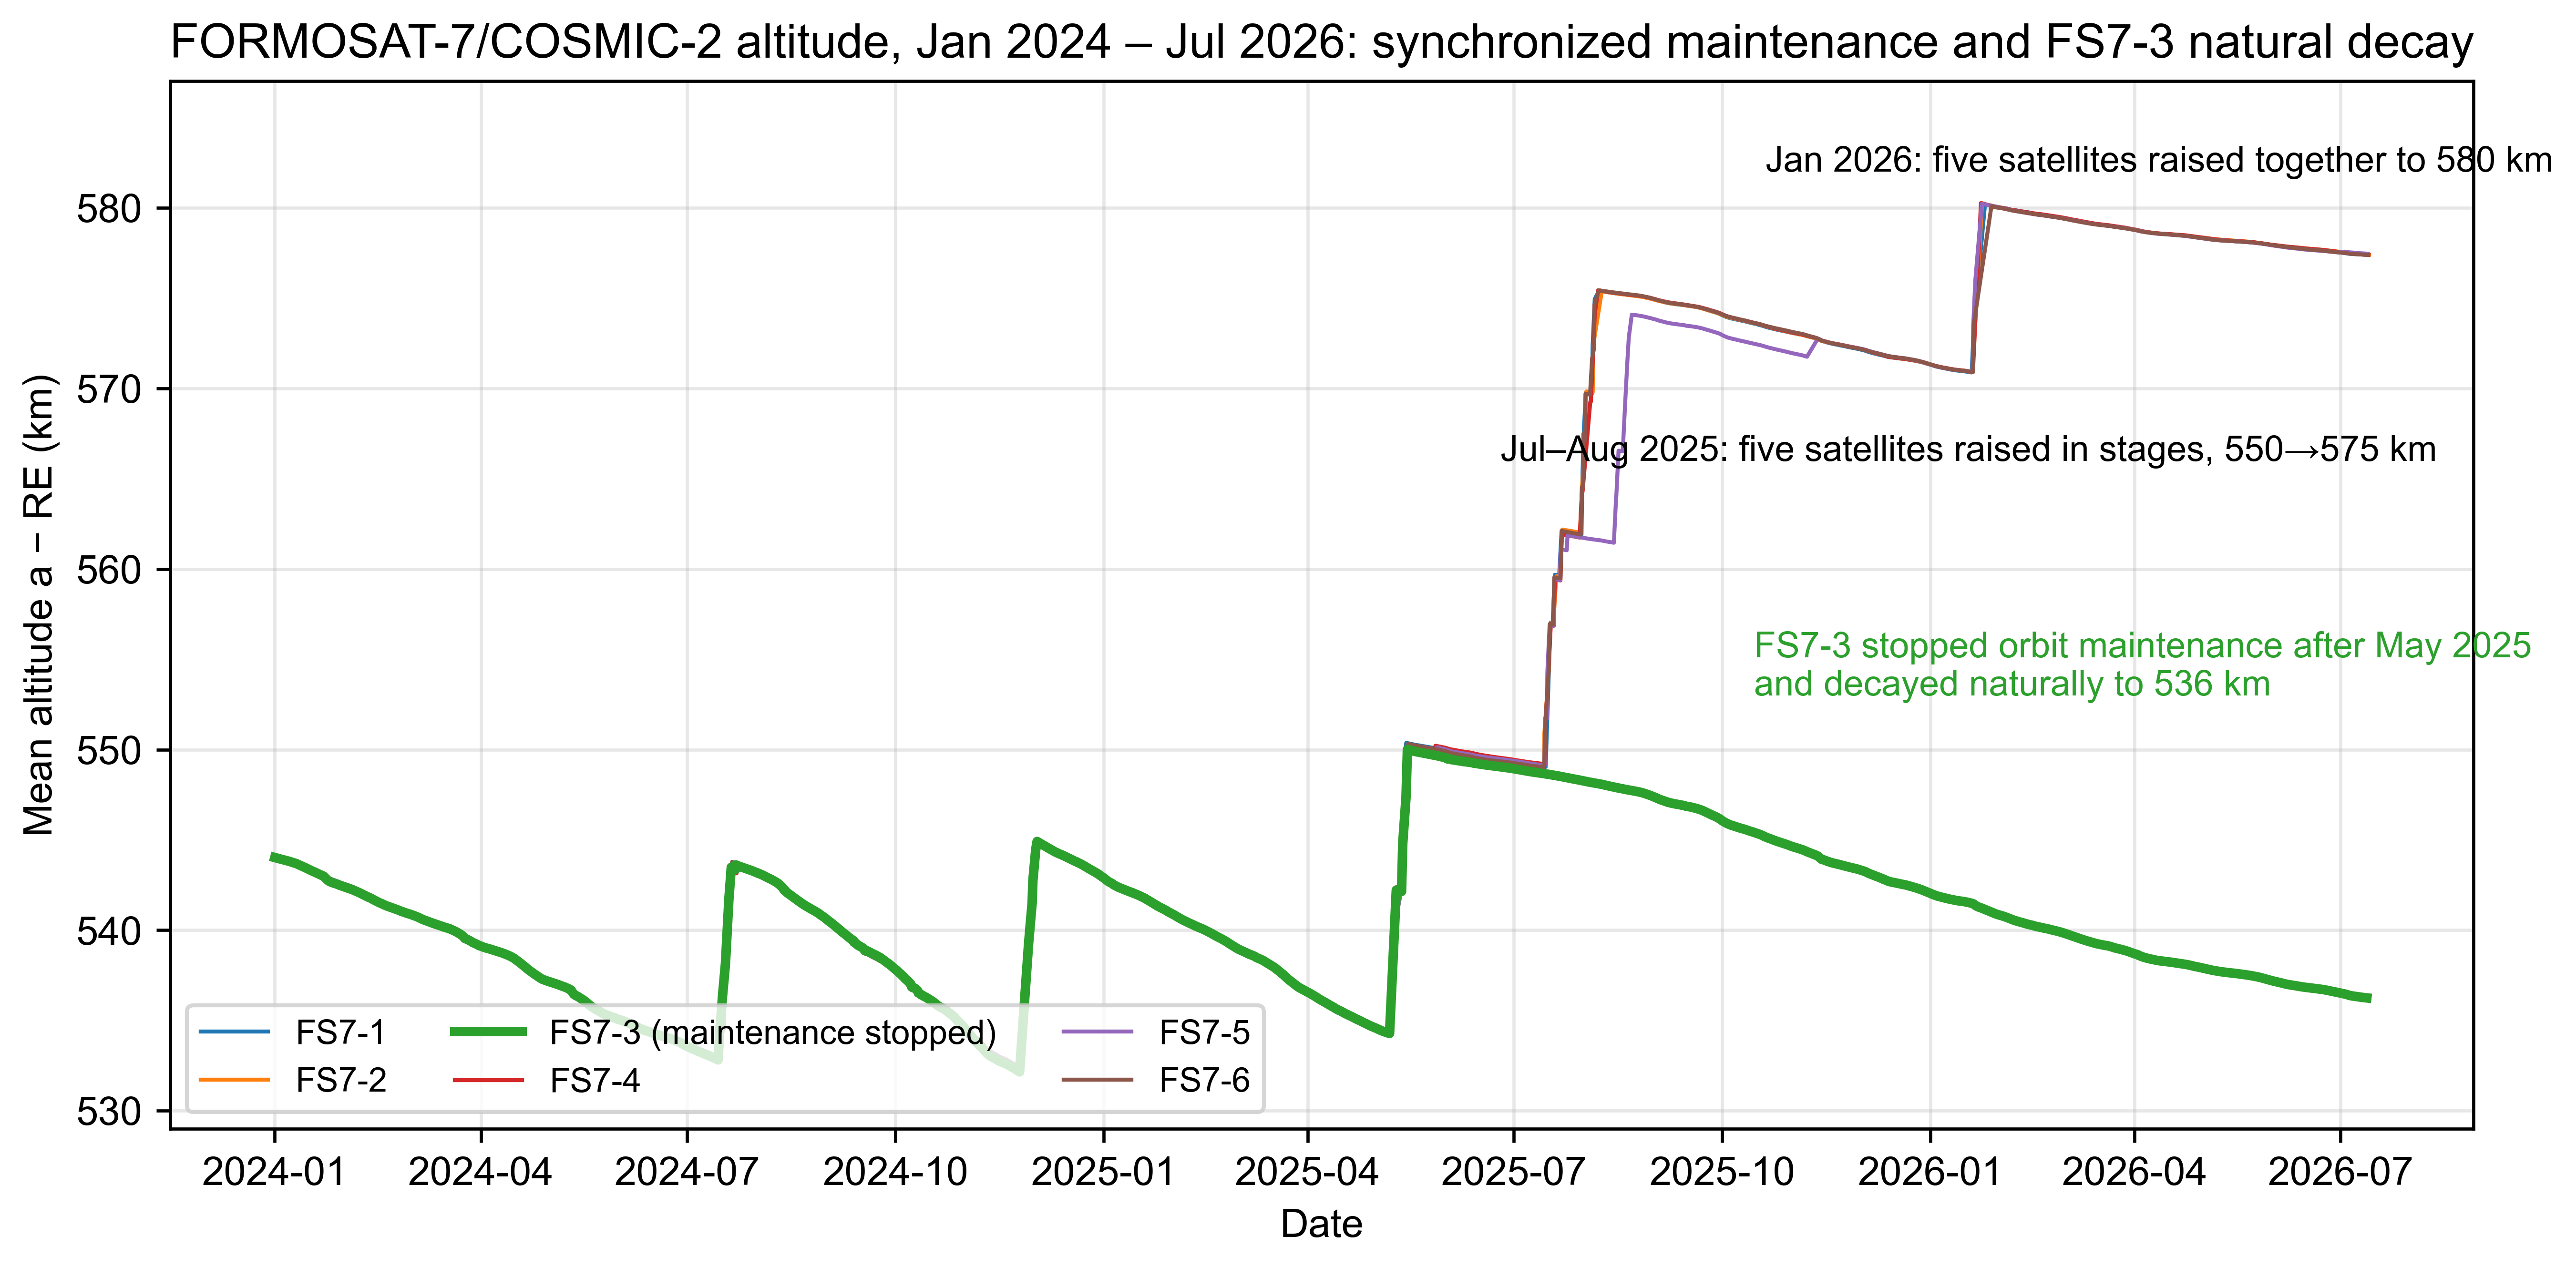 FORMOSAT-7/COSMIC-2 altitude, Jan 2024 – Jul 2026: synchronized maintenance and FS7-3 natural decay
Jan 2026: five satellites raised together to 580 km
Jul–Aug 2025: five satellites raised in stages, 550→575 km
FS7-3 stopped orbit maintenance after May 2025
and decayed naturally to 536 km
Mean altitude a − RE (km)
580
570
560
550
540
530
FS7-1
FS7-2
FS7-3 (maintenance stopped)
FS7-4
FS7-5
FS7-6
2024-01
2024-04
2024-07
2024-10
2025-01
2025-04
2025-07
2025-10
2026-01
2026-04
2026-07
Date